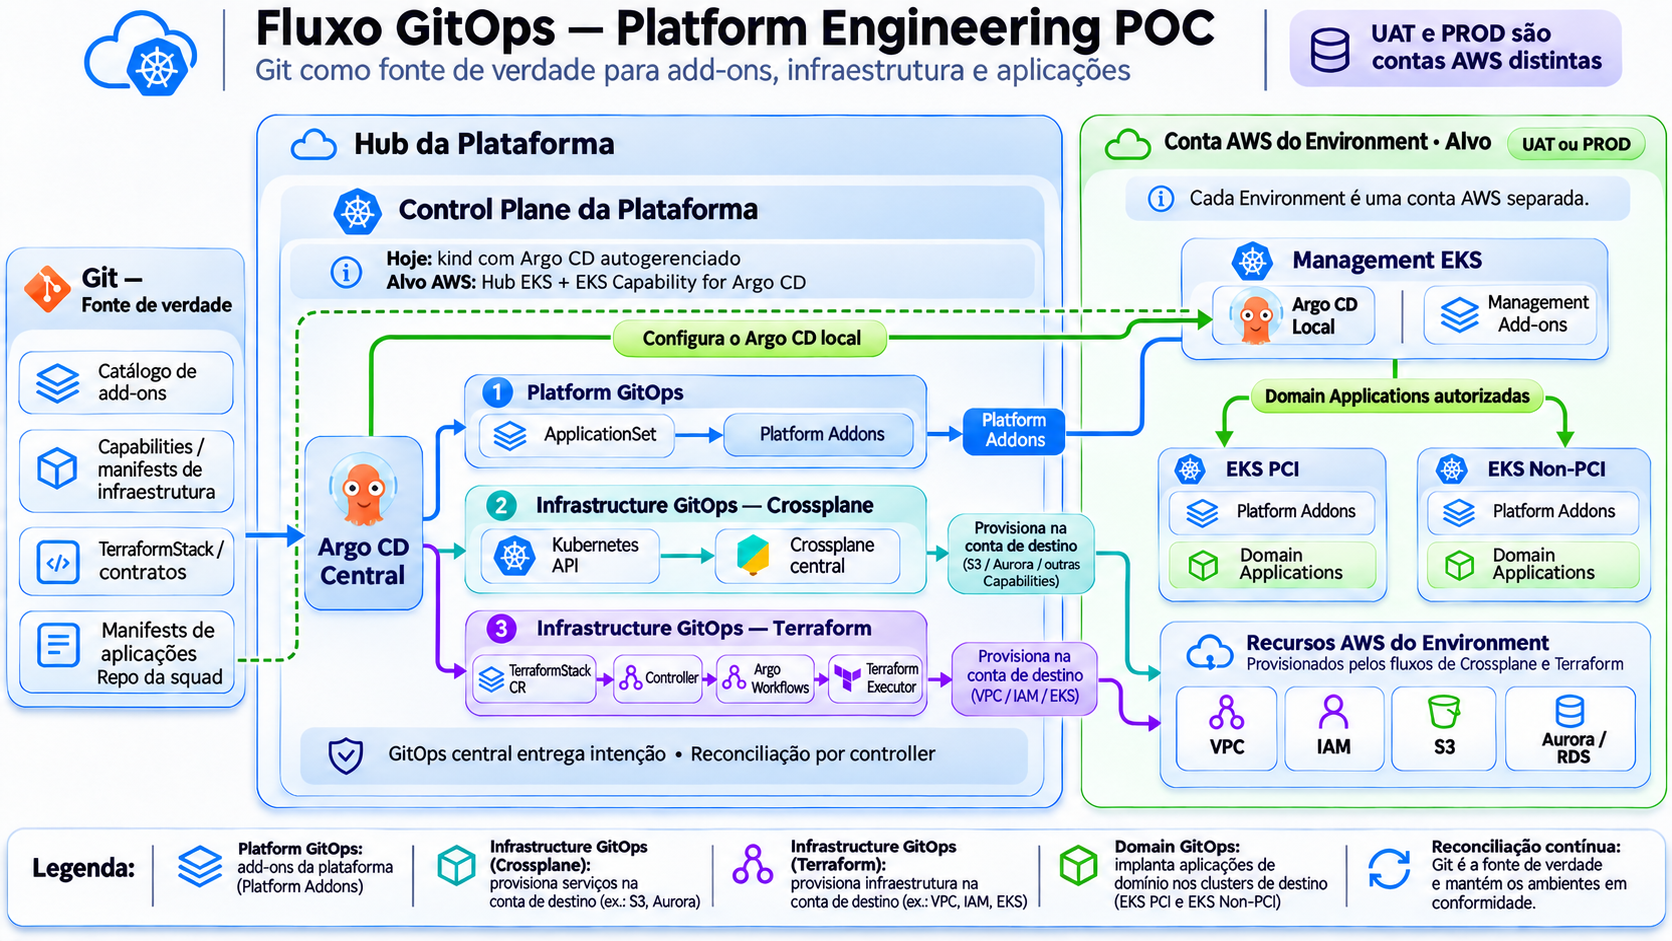 Fluxo GitOps — Platform Engineering POC
Git como fonte de verdade para add-ons, infraestrutura e aplicações
UAT e PROD são
contas AWS distintas
Git —
Fonte de verdade
Catálogo de
add-ons
Capabilities /
manifests de
infraestrutura
TerraformStack /
contratos
Manifests de
aplicações
Repo da squad
Hub da Plataforma
Control Plane da Plataforma
Hoje: kind com Argo CD autogerenciado
Alvo AWS: Hub EKS + EKS Capability for Argo CD
Configura o Argo CD local
Argo CD
Central
1 Platform GitOps
ApplicationSet
Platform Addons
Platform
Addons
2 Infrastructure GitOps — Crossplane
Kubernetes
API
Crossplane
central
Provisiona na
conta de destino
(S3 / Aurora / outras
Capabilities)
3 Infrastructure GitOps — Terraform
TerraformStack
CR
Controller
Argo
Workflows
Terraform
Executor
Provisiona na
conta de destino
(VPC / IAM / EKS)
GitOps central entrega intenção • Reconciliação por controller
Conta AWS do Environment · Alvo
UAT ou PROD
Cada Environment é uma conta AWS separada.
Management EKS
Argo CD
Local
Management
Add-ons
Domain Applications autorizadas
EKS PCI
Platform Addons
Domain
Applications
EKS Non-PCI
Platform Addons
Domain
Applications
Recursos AWS do Environment
Provisionados pelos fluxos de Crossplane e Terraform
VPC
IAM
S3
Aurora /
RDS
Legenda:
Platform GitOps:
add-ons da plataforma
(Platform Addons)
Infrastructure GitOps
(Crossplane):
provisiona serviços na
conta de destino (ex.: S3, Aurora)
Infrastructure GitOps
(Terraform):
provisiona infraestrutura na
conta de destino (ex.: VPC, IAM, EKS)
Domain GitOps:
implanta aplicações de
domínio nos clusters de destino
(EKS PCI e EKS Non-PCI)
Reconciliação contínua:
Git é a fonte de verdade
e mantém os ambientes em
conformidade.